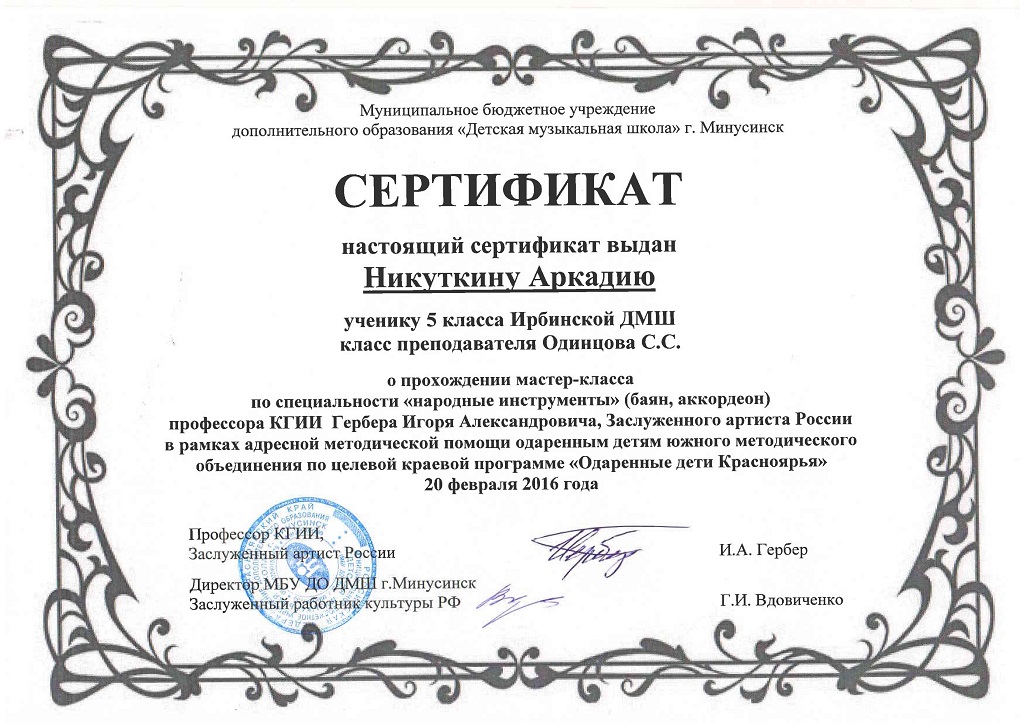 Муниципальное бюджетное учреждение
дополнительного образования «Детская музыкальная школа» г. Минусинск
СЕРТИФИКАТ
настоящий сертификат выдан
Никуткину Аркадию
ученику 5 класса Ирбинской ДМШ
класс преподавателя Одинцова С.С.
о прохождении мастер-класса
по специальности «народные инструменты» (баян, аккордеон)
профессора КГИИ Гербера Игоря Александровича, Заслуженного артиста России
в рамках адресной методической помощи одаренным детям южного методического
объединения по целевой краевой программе «Одаренные дети Красноярья»
20 февраля 2016 года
Профессор КГИИ,
Заслуженный артист России
И.А. Гербер
Директор МБУ ДО ДМШ г.Минусинск
Заслуженный работник культуры РФ
Г.И. Вдовиченко